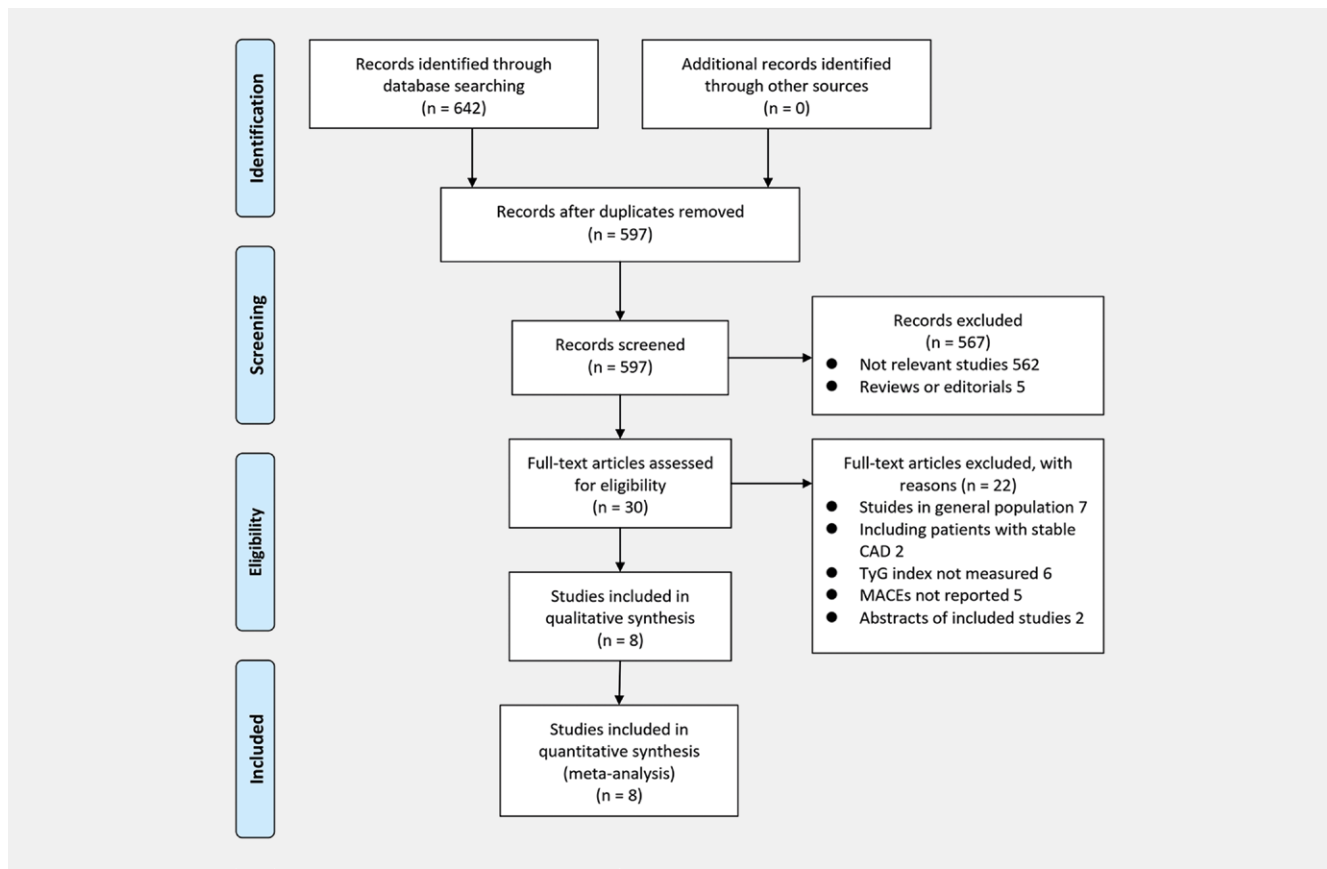 Identification
Records identified through
database searching
(n = 642)
Additional records identified
through other sources
(n = 0)
Records after duplicates removed
(n = 597)
Screening
Records screened
(n = 597)
Records excluded
(n = 567)
● Not relevant studies 562
● Reviews or editorials 5
Eligibility
Full-text articles assessed
for eligibility
(n = 30)
Full-text articles excluded, with
reasons (n = 22)
● Stuides in general population 7
● Including patients with stable
CAD 2
● TyG index not measured 6
● MACEs not reported 5
● Abstracts of included studies 2
Studies included in
qualitative synthesis
(n = 8)
Included
Studies included in
quantitative synthesis
(meta-analysis)
(n = 8)